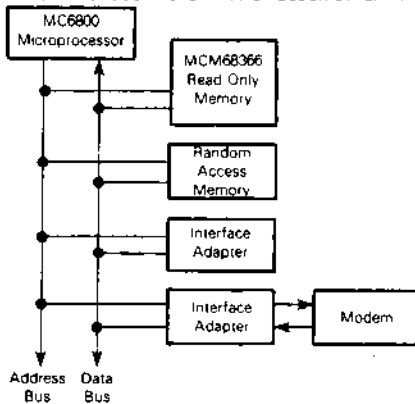 MC6800
Microprocessor
MCM68366
Read Only
Memory
Random
Access
Memory
Interface
Adapter
Interface
Adapter
Modem
Address
Bus
Data
Bus